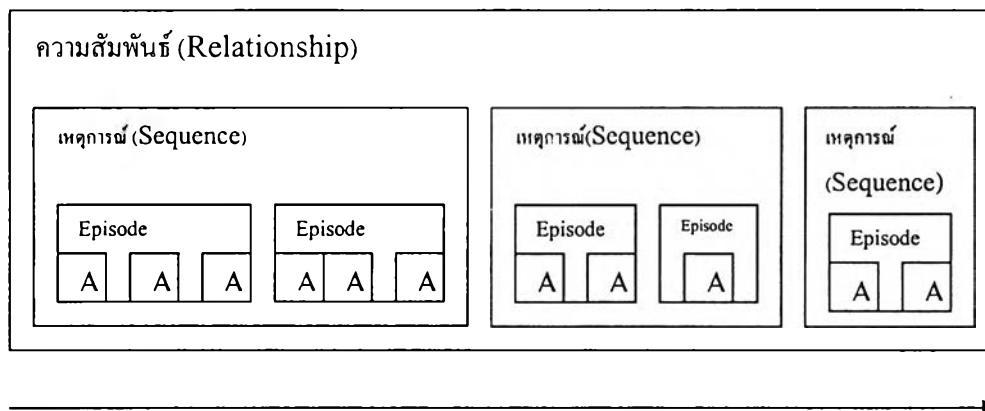 ความสัมพันธ์ (Relationship)
เหตุการณ์ (Sequence)
Episode
A A A
Episode
A A A
เหตุการณ์(Sequence)
Episode
A A
Episode
A
เหตุการณ์
(Sequence)
Episode
A A